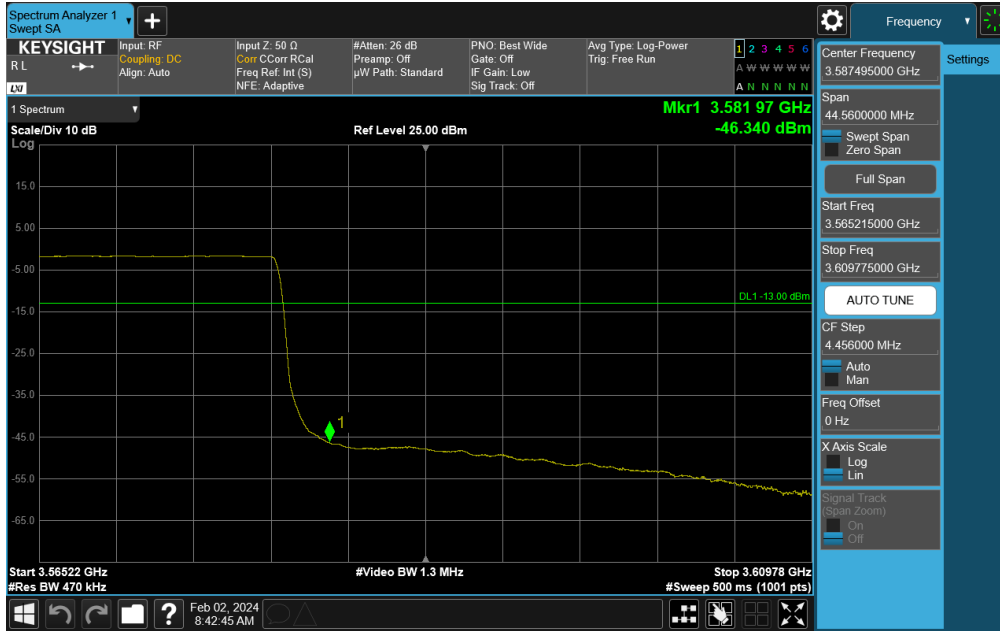 Spectrum Analyzer 1
Swept SA
+
Frequency
KEYSIGHT
R L
LXI
Input: RF
Coupling: DC
Align: Auto
Input Z: 50 Ω
Corr CCorr RCal
Freq Ref: Int (S)
NFE: Adaptive
#Atten: 26 dB
Preamp: Off
µW Path: Standard
PNO: Best Wide
Gate: Off
IF Gain: Low
Sig Track: Off
Avg Type: Log-Power
Trig: Free Run
1 2 3 4 5 6
A W W W W W
A N N N N N
1 Spectrum
Scale/Div 10 dB
Ref Level 25.00 dBm
Mkr1 3.581 97 GHz
-46.340 dBm
Log
15.0
5.00
-5.00
-15.0
-25.0
-35.0
-45.0
-55.0
-65.0
DL1 -13.00 dBm
1
Start 3.56522 GHz
#Res BW 470 kHz
#Video BW 1.3 MHz
Stop 3.60978 GHz
#Sweep 500 ms (1001 pts)
Center Frequency
3.587495000 GHz
Settings
Span
44.5600000 MHz
Swept Span
Zero Span
Full Span
Start Freq
3.565215000 GHz
Stop Freq
3.609775000 GHz
AUTO TUNE
CF Step
4.456000 MHz
Auto
Man
Freq Offset
0 Hz
X Axis Scale
Log
Lin
Signal Track
(Span Zoom)
On
Off
?
Feb 02, 2024
8:42:45 AM